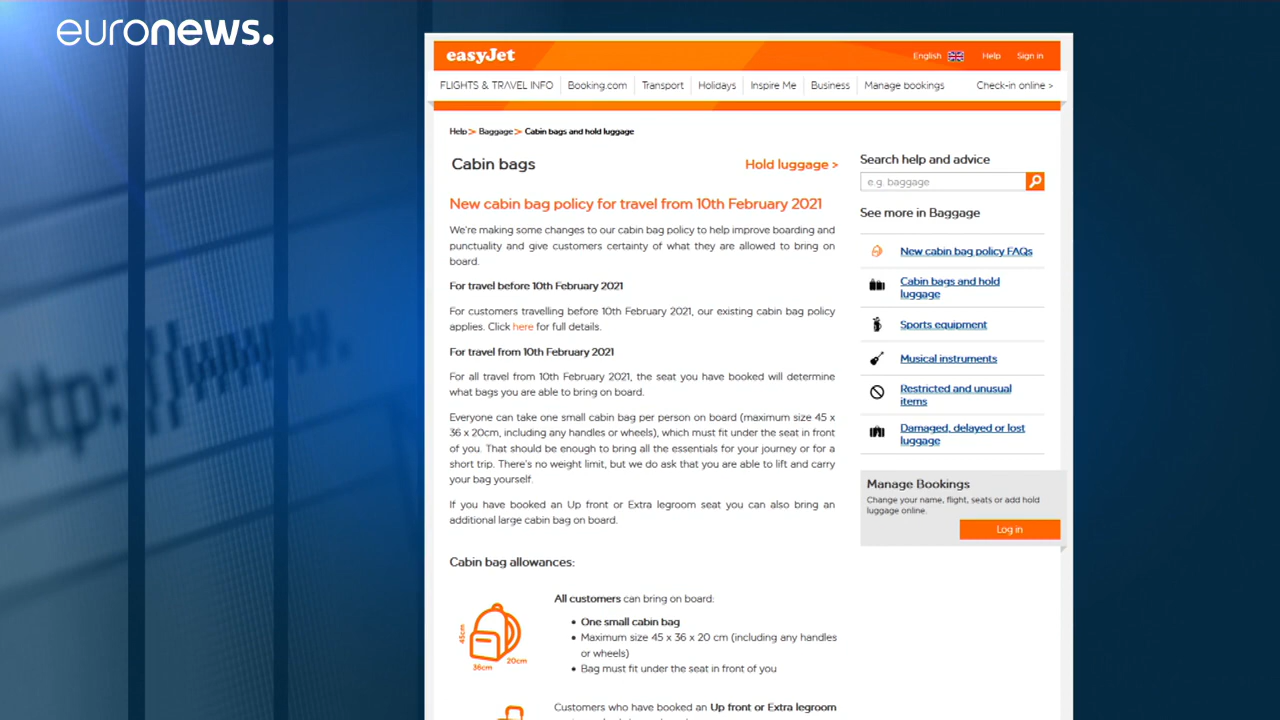 euronews.
easyJet
English
Help
Sign in
FLIGHTS & TRAVEL INFO
Booking.com
Transport
Holidays
Inspire Me
Business
Manage bookings
Check-in online >
Help > Baggage > Cabin bags and hold luggage
Cabin bags
Hold luggage >
New cabin bag policy for travel from 10th February 2021
We're making some changes to our cabin bag policy to help improve boarding and
punctuality and give customers certainty of what they are allowed to bring on
board.
For travel before 10th February 2021
For customers travelling before 10th February 2021, our existing cabin bag policy
applies. Click here for full details.
For travel from 10th February 2021
For all travel from 10th February 2021, the seat you have booked will determine
what bags you are able to bring on board.
Everyone can take one small cabin bag per person on board (maximum size 45 x
36 x 20cm, including any handles or wheels), which must fit under the seat in front
of you. That should be enough to bring all the essentials for your journey or for a
short trip. There's no weight limit, but we do ask that you are able to lift and carry
your bag yourself.
If you have booked an Up front or Extra legroom seat you can also bring an
additional large cabin bag on board.
Cabin bag allowances:
45cm
36cm
20cm
All customers can bring on board:
• One small cabin bag
• Maximum size 45 x 36 x 20 cm (including any handles
or wheels)
• Bag must fit under the seat in front of you
Customers who have booked an Up front or Extra legroom
Search help and advice
e.g. baggage
See more in Baggage
New cabin bag policy FAQs
Cabin bags and hold
luggage
Sports equipment
Musical instruments
Restricted and unusual
items
Damaged, delayed or lost
luggage
Manage Bookings
Change your name, flight, seats or add hold
luggage online.
Log in
http://www.